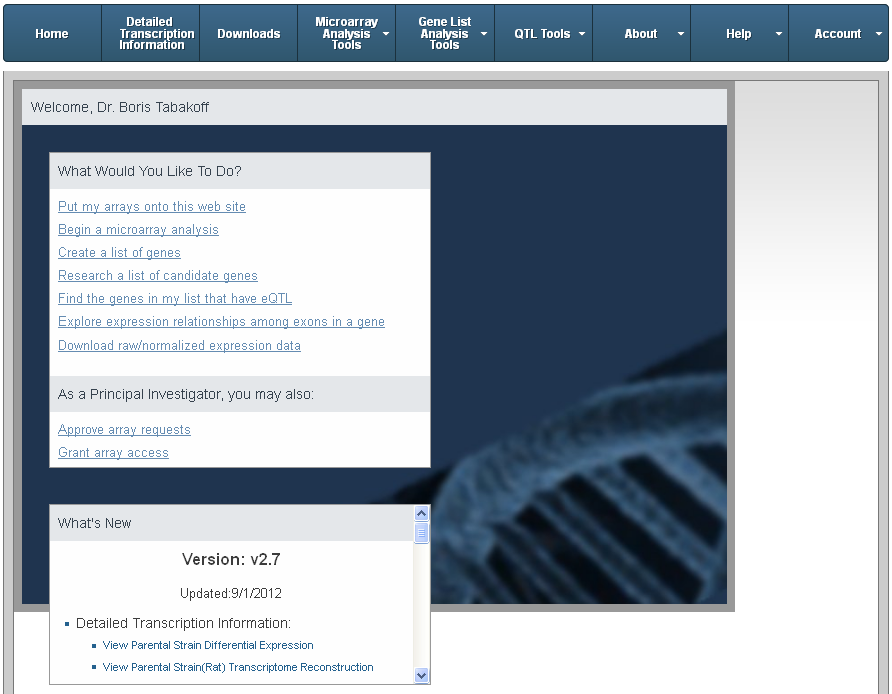 Home
Detailed
Transcription
Information
Downloads
Microarray
Analysis
Tools
Gene List
Analysis
Tools
QTL Tools
About
Help
Account
Welcome, Dr. Boris Tabakoff
What Would You Like To Do?
Put my arrays onto this web site
Begin a microarray analysis
Create a list of genes
Research a list of candidate genes
Find the genes in my list that have eQTL
Explore expression relationships among exons in a gene
Download raw/normalized expression data
As a Principal Investigator, you may also:
Approve array requests
Grant array access
What's New
Version: v2.7
Updated:9/1/2012
Detailed Transcription Information:
View Parental Strain Differential Expression
View Parental Strain(Rat) Transcriptome Reconstruction